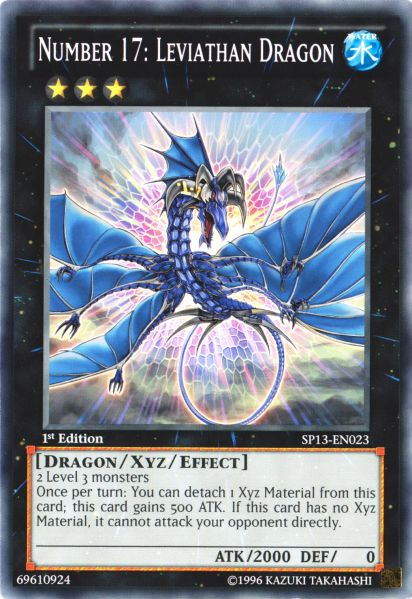 Number 17: Leviathan Dragon
WATER
水
1st Edition
SP13-EN023
[Dragon/Xyz/Effect]
2 Level 3 monsters
Once per turn: You can detach 1 Xyz Material from this
card; this card gains 500 ATK. If this card has no Xyz
Material, it cannot attack your opponent directly.
ATK/2000 DEF/ 0
69610924
©1996 KAZUKI TAKAHASHI